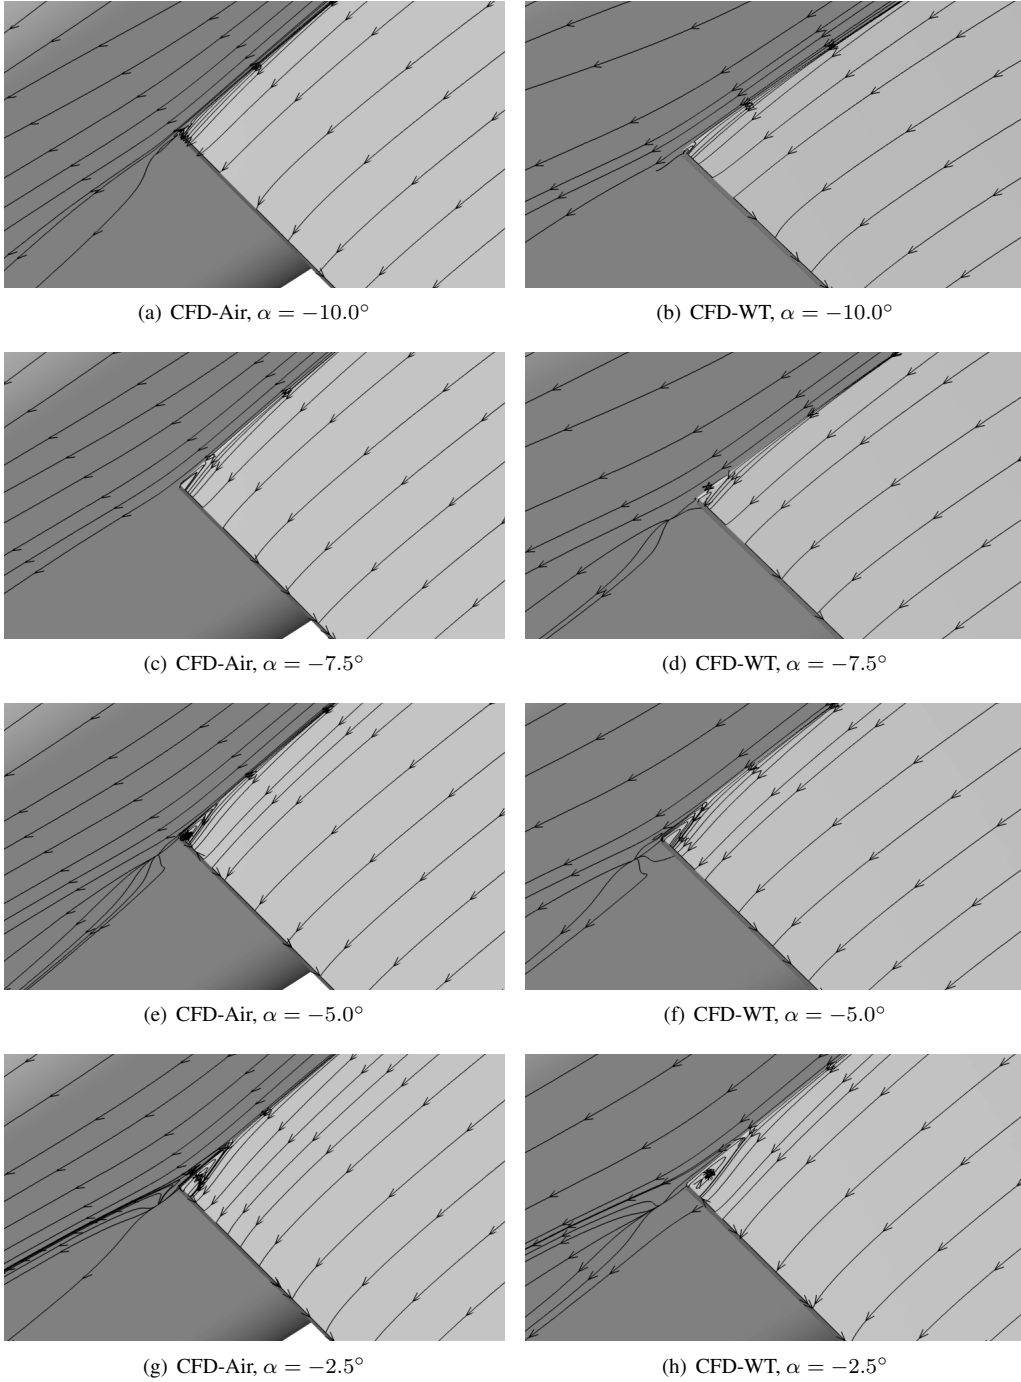 (a) CFD-Air, α = −10.0°
(b) CFD-WT, α = −10.0°
(c) CFD-Air, α = −7.5°
(d) CFD-WT, α = −7.5°
(e) CFD-Air, α = −5.0°
(f) CFD-WT, α = −5.0°
(g) CFD-Air, α = −2.5°
(h) CFD-WT, α = −2.5°